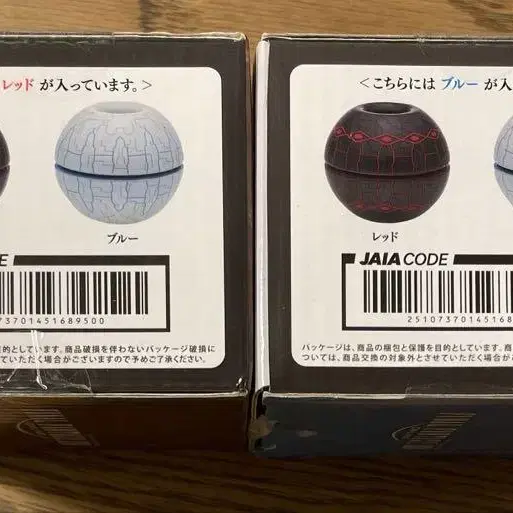 レッド が入っています。>
ブルー
E
73701451689500
目的としています。商品破損を伴わないパッケージ破損に
ていただく場合がございますので予めご了承ください。
<こちらには ブルー が入
レッド
JAIA CODE
25107370145168
パッケージは、商品の梱包と保護を目的としています。商
ついては、商品交換の対象外とさせていただく場合が